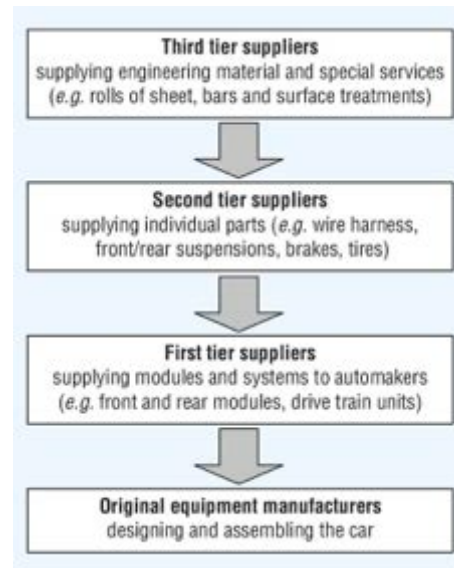 Third tier suppliers
supplying engineering material and special services
(e.g. rolls of sheet, bars and surface treatments)
Second tier suppliers
supplying individual parts (e.g. wire harness,
front/rear suspensions, brakes, tires)
First tier suppliers
supplying modules and systems to automakers
(e.g. front and rear modules, drive train units)
Original equipment manufacturers
designing and assembling the car